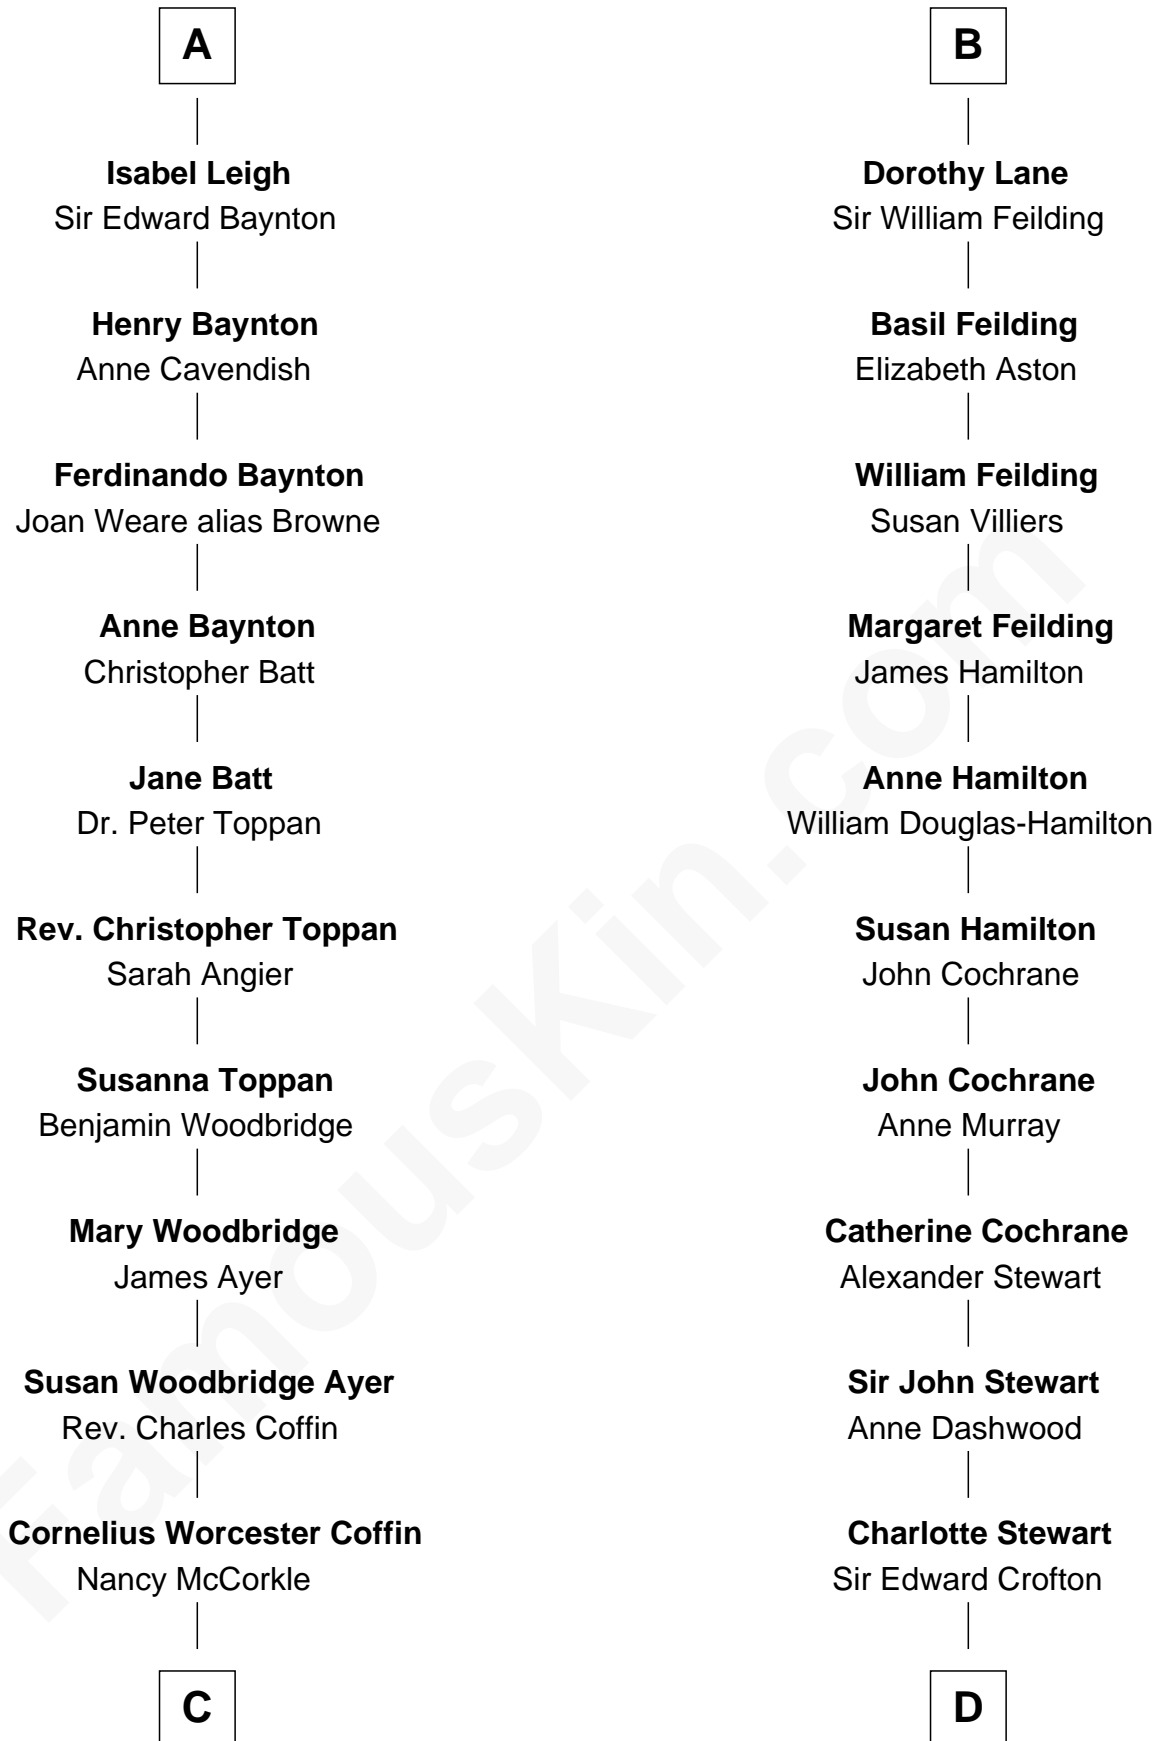 A
Isabel Leigh
Sir Edward Baynton
Henry Baynton
Anne Cavendish
Ferdinando Baynton
Joan Weare alias Browne
Anne Baynton
Christopher Batt
Jane Batt
Dr. Peter Toppan
Rev. Christopher Toppan
Sarah Angier
Susanna Toppan
Benjamin Woodbridge
Mary Woodbridge
James Ayer
Susan Woodbridge Ayer
Rev. Charles Coffin
Cornelius Worcester Coffin
Nancy McCorkle
C
B
Dorothy Lane
Sir William Feilding
Basil Feilding
Elizabeth Aston
William Feilding
Susan Villiers
Margaret Feilding
James Hamilton
Anne Hamilton
William Douglas-Hamilton
Susan Hamilton
John Cochrane
John Cochrane
Anne Murray
Catherine Cochrane
Alexander Stewart
Sir John Stewart
Anne Dashwood
Charlotte Stewart
Sir Edward Crofton
D
FamousKin.com